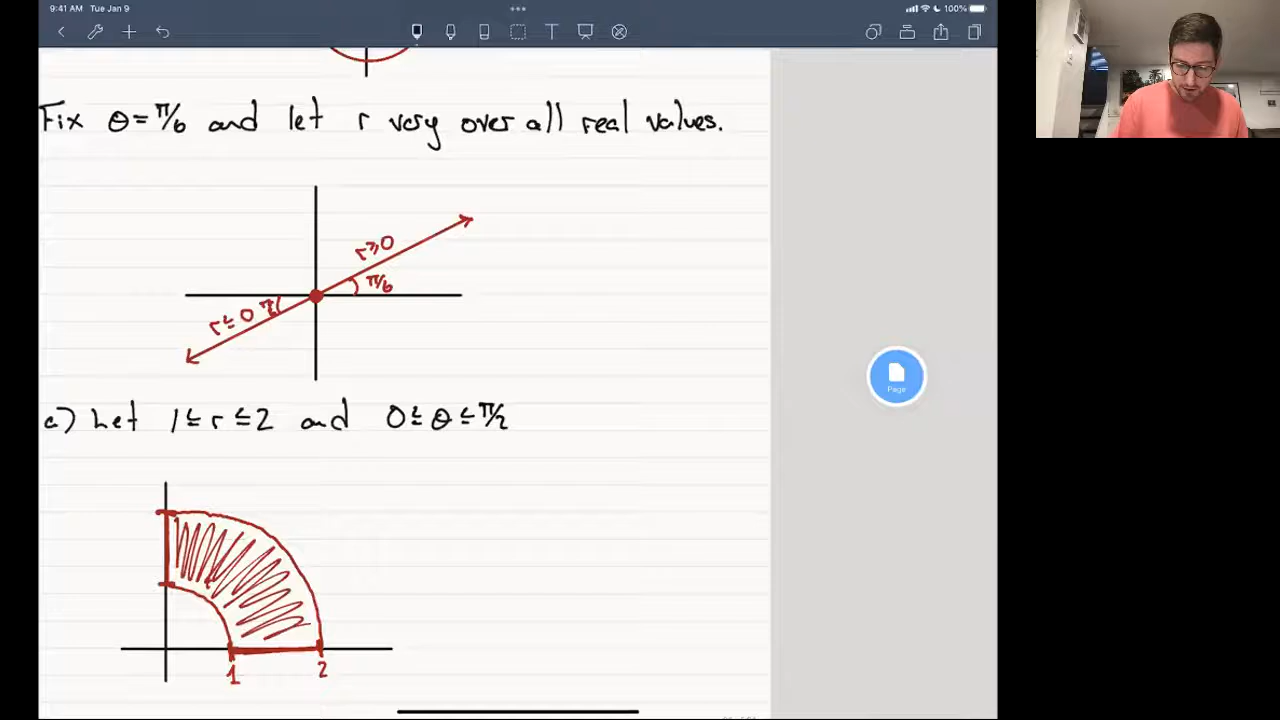 9:41 AM Tue Jan 9
100%
Fix θ = π/6 and let r vary over all real values.
r≥0
π/6
r≤0
c) Let 1≤r≤2 and 0≤θ≤π/2
Page
1 2